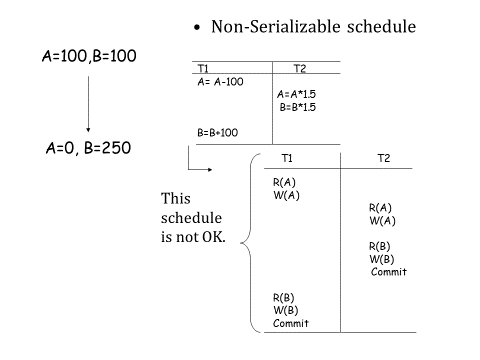 • Non-Serializable schedule
A=100,B=100
A=0, B=250
T1 T2
A= A-100
A=A*1.5
B=B*1.5
B=B+100
This
schedule
is not OK.
T1 T2
R(A)
W(A)
R(A)
W(A)
R(B)
W(B)
Commit
R(B)
W(B)
Commit